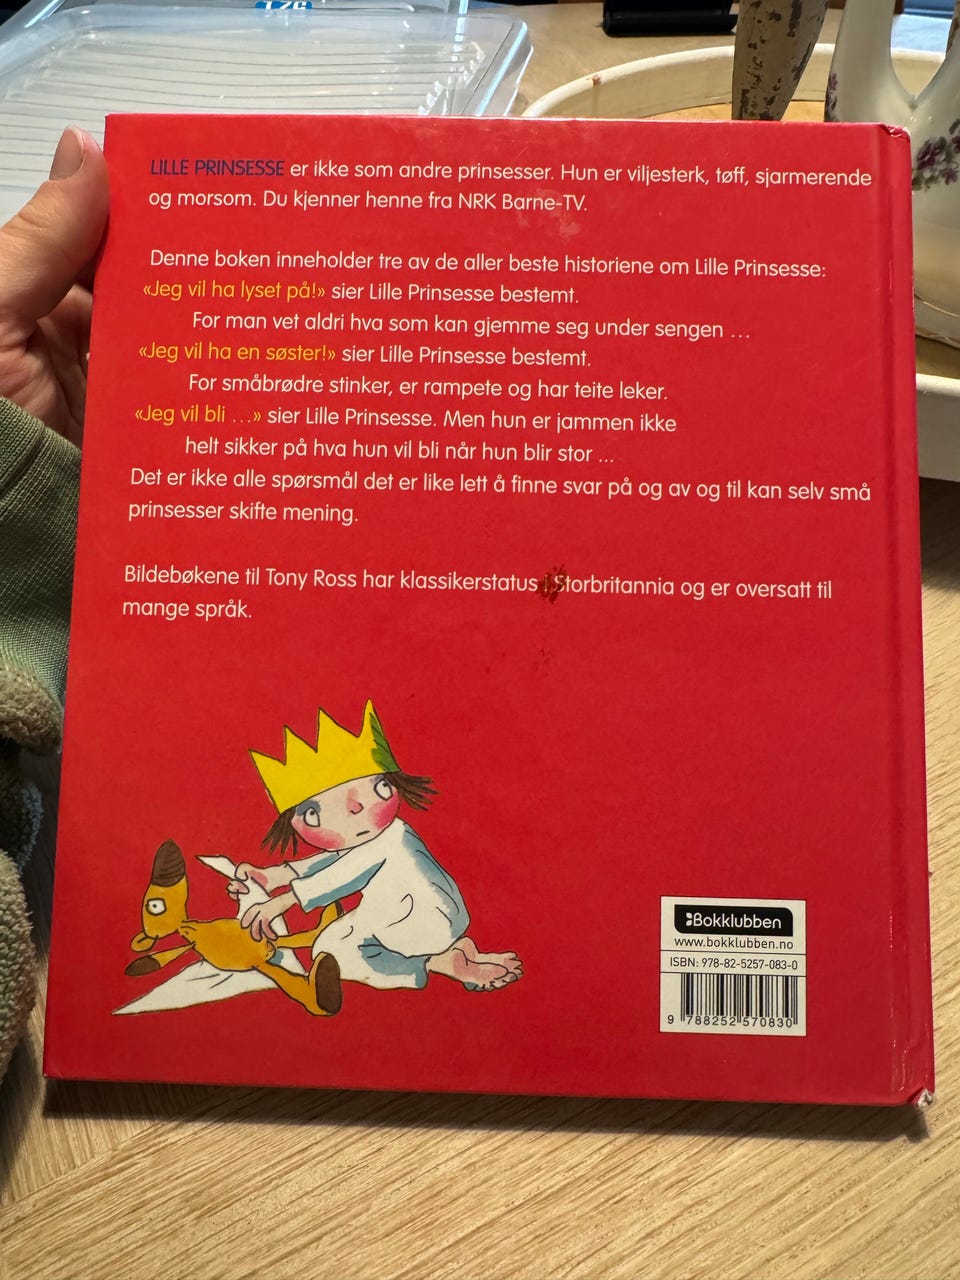 LILLE PRINSESSE er ikke som andre prinsesser. Hun er viljesterk, tøff, sjarmerende
og morsom. Du kjenner henne fra NRK Barne-TV.
Denne boken inneholder tre av de aller beste historiene om Lille Prinsesse:
«Jeg vil ha lyset på!» sier Lille Prinsesse bestemt.
For man vet aldri hva som kan gjemme seg under sengen ...
«Jeg vil ha en søster!» sier Lille Prinsesse bestemt.
For småbrødre stinker, er rampete og har teite leker.
«Jeg vil bli ...» sier Lille Prinsesse. Men hun er jammen ikke
helt sikker på hva hun vil bli når hun blir stor ...
Det er ikke alle spørsmål det er like lett å finne svar på og av og til kan selv små
prinsesser skifte mening.
Bildebøkene til Tony Ross har klassikerstatus i Storbritannia og er oversatt til
mange språk.
Bokklubben
www.bokklubben.no
ISBN: 978-82-5257-083-0
9 788252 570830